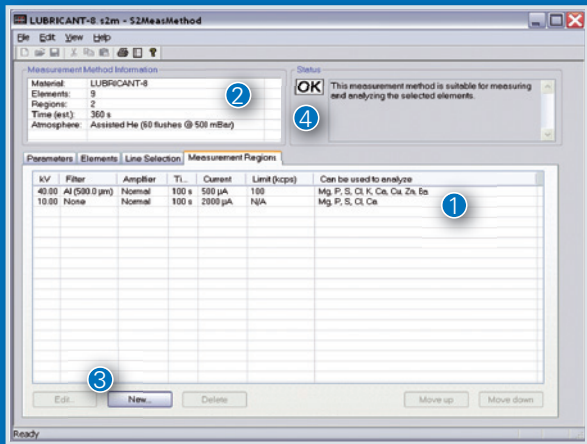 LUBRICANT-8.s2m - S2MeasMethod
File Edit View Help
Measurement Method Information
Material: LUBRICANT-8
Elements: 9
Regions: 2
Time (est.): 360 s
Atmosphere: Assisted He (60 flushes @ 500 mBar)
2
Status
OK
This measurement method is suitable for measuring
and analyzing the selected elements.
4
Parameters Elements Line Selection Measurement Regions
kV Filter Amplifier Ti... Current Limit (kcps) Can be used to analyze
40.00 Al (500.0 µm) Normal 100 s 500 µA 100 Mg, P, S, Cl, K, Ca, Cu, Zn, Ba
10.00 None Normal 100 s 2000 µA N/A Mg, P, S, Cl, Ca
1
3
Edit... New... Delete Move up Move down
Ready